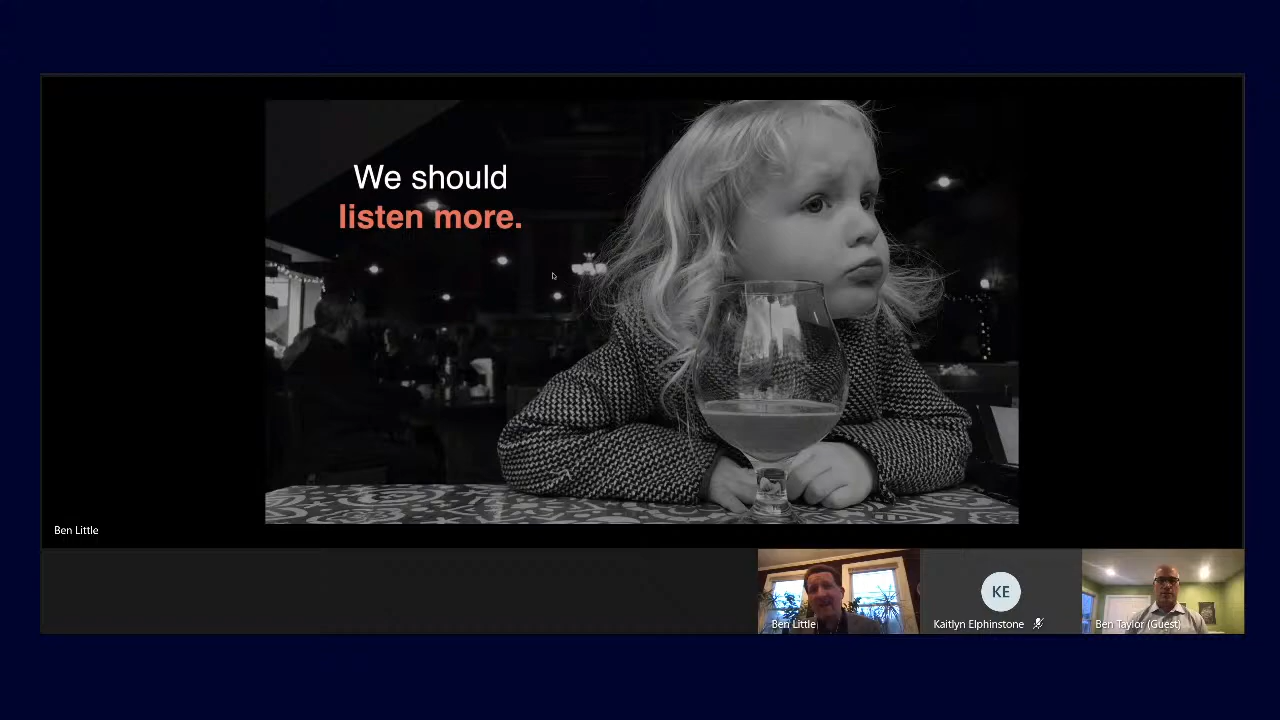 We should
listen more.
Ben Little
Ben Little
KE
Kaitlyn Elphinstone
Ben Taylor (Guest)